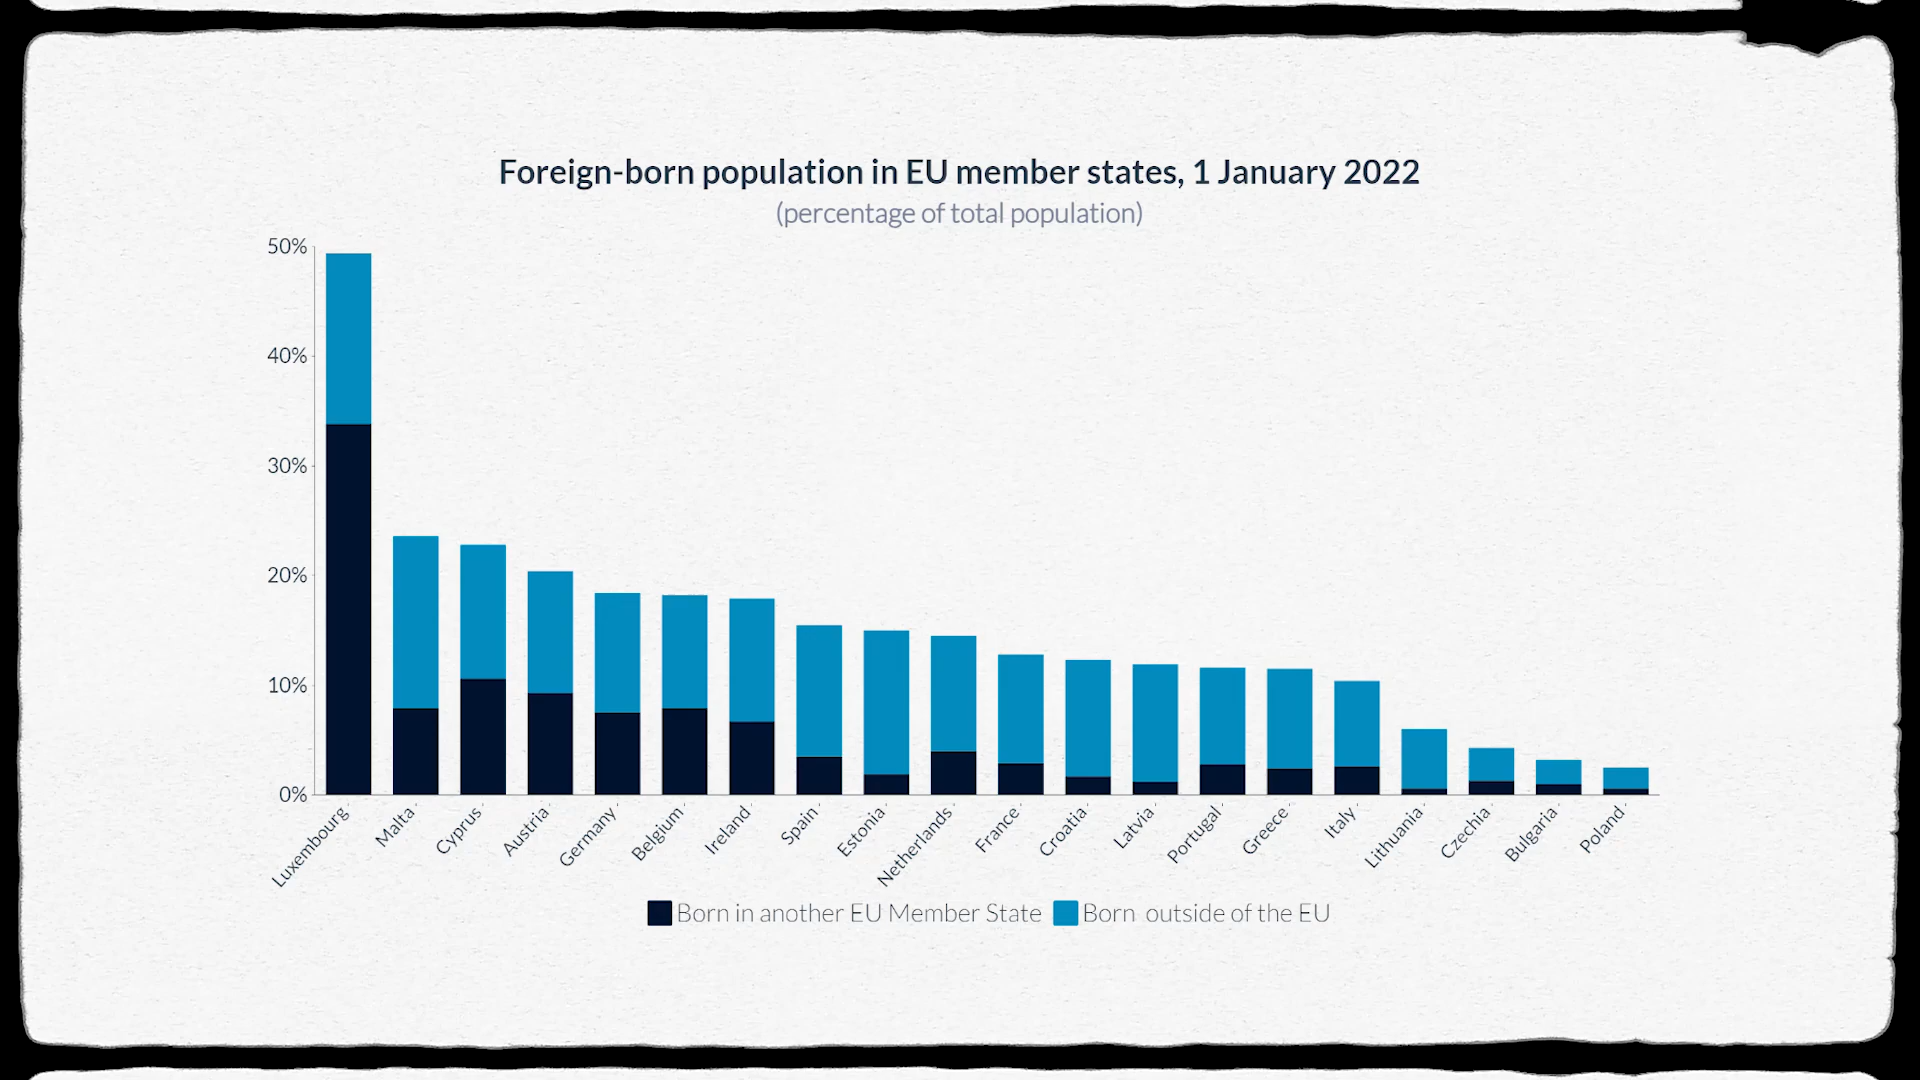 Foreign-born population in EU member states, 1 January 2022
(percentage of total population)
50%
40%
30%
20%
10%
0%
Luxembourg
Malta
Cyprus
Austria
Germany
Belgium
Ireland
Spain
Estonia
Netherlands
France
Croatia
Latvia
Portugal
Greece
Italy
Lithuania
Czechia
Bulgaria
Poland
Born in another EU Member State
Born outside of the EU